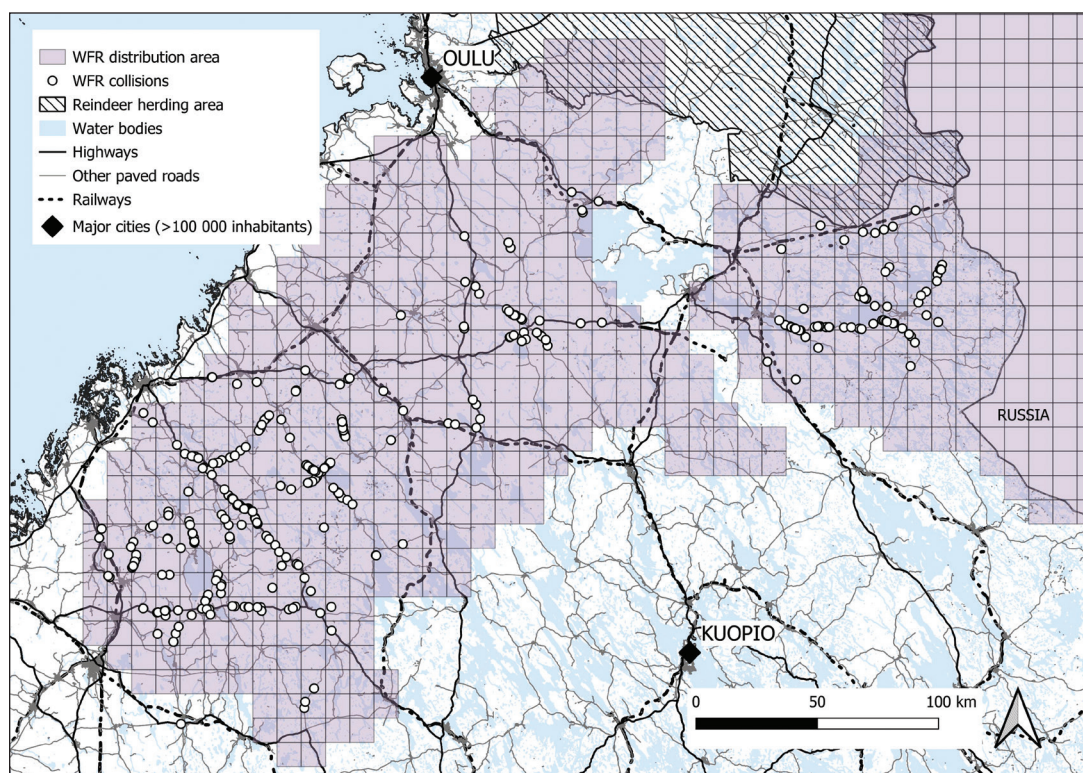 WFR distribution area
WFR collisions
Reindeer herding area
Water bodies
Highways
Other paved roads
Railways
Major cities (>100 000 inhabitants)
OULU
RUSSIA
KUOPIO
0 50 100 km